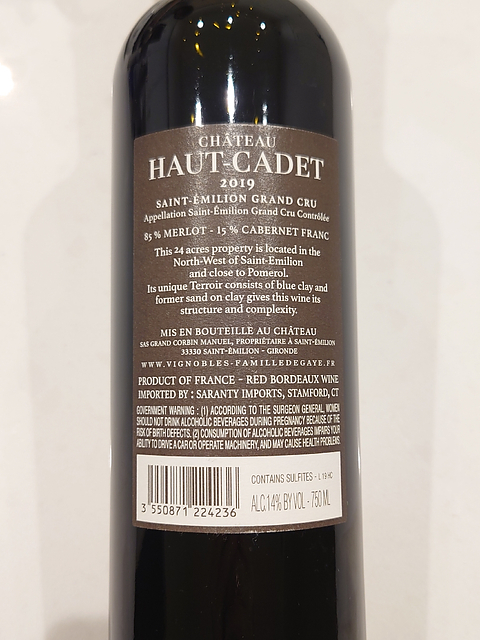 CHÂTEAU
HAUT-CADET
2019
SAINT-ÉMILION GRAND CRU
Appellation Saint-Émilion Grand Cru Contrôlée
85 % MERLOT - 15 % CABERNET FRANC
This 24 acres property is located in the
North-West of Saint-Emilion
and close to Pomerol.
Its unique Terroir consists of blue clay and
former sand on clay gives this wine its
structure and complexity.
MIS EN BOUTEILLE AU CHÂTEAU
SAS GRAND CORBIN MANUEL, PROPRIÉTAIRE À SAINT-ÉMILION
33330 SAINT-ÉMILION - GIRONDE
WWW.VIGNOBLES-FAMILLEDEGAYE.FR
PRODUCT OF FRANCE - RED BORDEAUX WINE
IMPORTED BY : SARANTY IMPORTS, STAMFORD, CT
GOVERNMENT WARNING : (1) ACCORDING TO THE SURGEON GENERAL, WOMEN
SHOULD NOT DRINK ALCOHOLIC BEVERAGES DURING PREGNANCY BECAUSE OF THE
RISK OF BIRTH DEFECTS. (2) CONSUMPTION OF ALCOHOLIC BEVERAGES IMPAIRS YOUR
ABILITY TO DRIVE A CAR OR OPERATE MACHINERY, AND MAY CAUSE HEALTH PROBLEMS.
CONTAINS SULFITES - L 19 HC
ALC.14% BY VOL - 750 ML
3 550871 224236